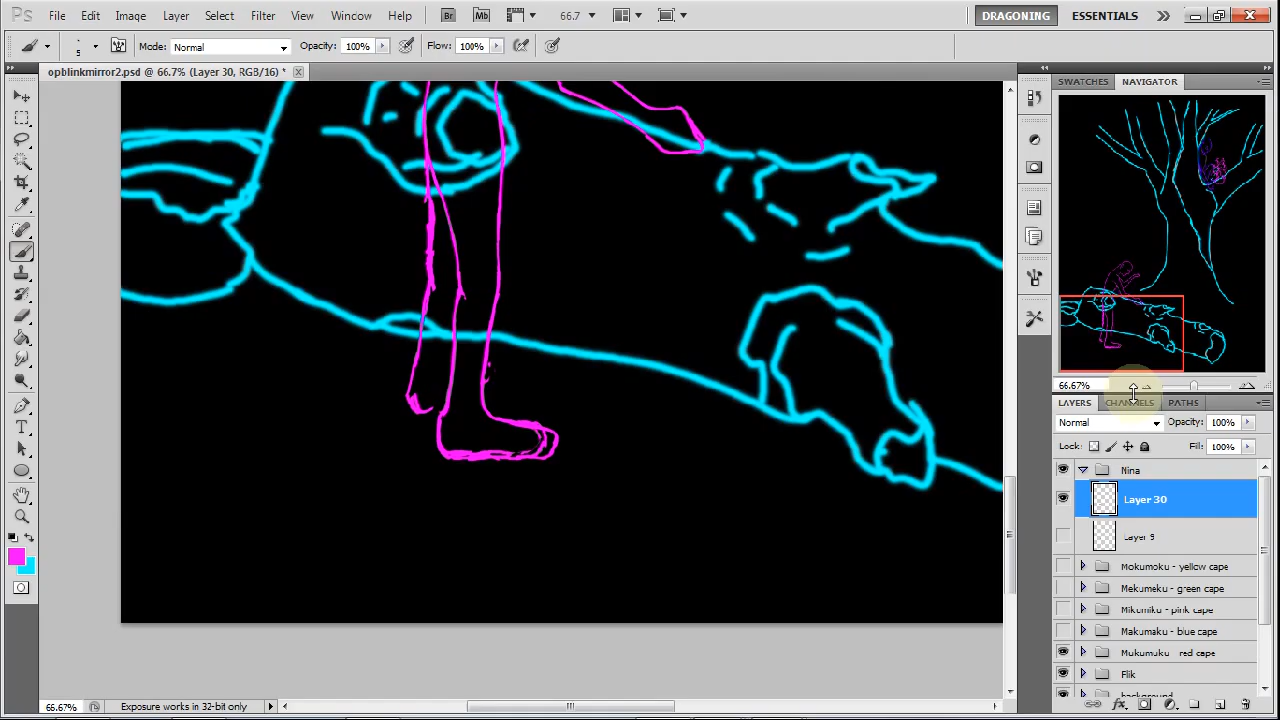 Ps File Edit Image Layer Select Filter View Window Help Br Mb 66.7 DRAGONING ESSENTIALS
5 Mode: Normal Opacity: 100% Flow: 100%
opblinkmirror2.psd @ 66.7% (Layer 30, RGB/16) *
SWATCHES NAVIGATOR
66.67%
LAYERS CHANNELS PATHS
Normal Opacity: 100%
Lock: Fill: 100%
Nina
Layer 30
Layer 9
Mokumoku - yellow cape
Mekumeku - green cape
Mikumiku - pink cape
Makumaku - blue cape
Mukumuku - red cape
Flik
background
fx
66.67% Exposure works in 32-bit only